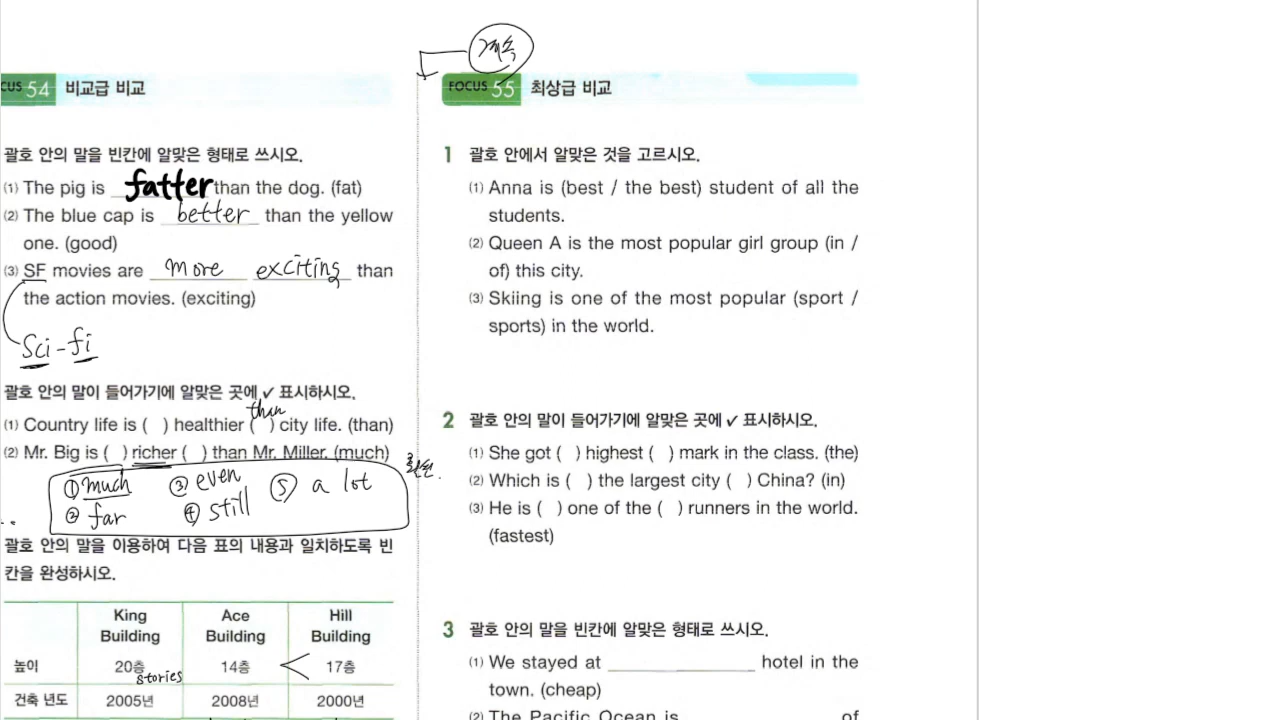 계속
CUS 54 비교급 비교
괄호 안의 말을 빈칸에 알맞은 형태로 쓰시오.
(1) The pig is fatter than the dog. (fat)
(2) The blue cap is better than the yellow
one. (good)
(3) SF movies are more exciting than
the action movies. (exciting)
Sci-fi
괄호 안의 말이 들어가기에 알맞은 곳에 ✓ 표시하시오.
than
(1) Country life is ( ) healthier ( ) city life. (than)
(2) Mr. Big is ( ) richer ( ) than Mr. Miller. (much)
① much ③ even ⑤ a lot
② far ④ still
괄호 안의 말을 이용하여 다음 표의 내용과 일치하도록 빈
칸을 완성하시오.
King Building Ace Building Hill Building
높이 20층 14층 < 17층
stories
건축 년도 2005년 2008년 2000년
FOCUS 55 최상급 비교
1 괄호 안에서 알맞은 것을 고르시오.
(1) Anna is (best / the best) student of all the
students.
(2) Queen A is the most popular girl group (in /
of) this city.
(3) Skiing is one of the most popular (sport /
sports) in the world.
2 괄호 안의 말이 들어가기에 알맞은 곳에 ✓ 표시하시오.
(1) She got ( ) highest ( ) mark in the class. (the)
(2) Which is ( ) the largest city ( ) China? (in)
(3) He is ( ) one of the ( ) runners in the world.
(fastest)
3 괄호 안의 말을 빈칸에 알맞은 형태로 쓰시오.
(1) We stayed at ____________ hotel in the
town. (cheap)
(2) The Pacific Ocean is ____________ of